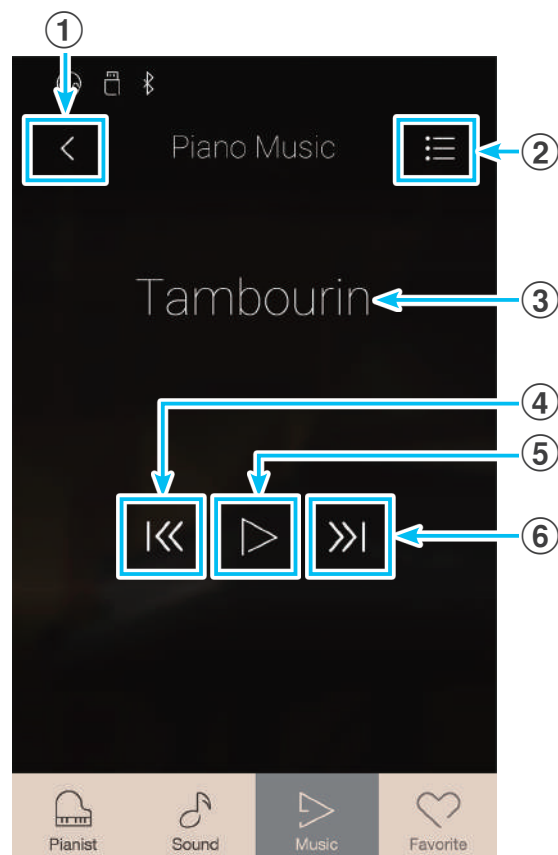 ①
Piano Music
②
Tambourin
③
④
⑤
⑥
Pianist Sound Music Favorite